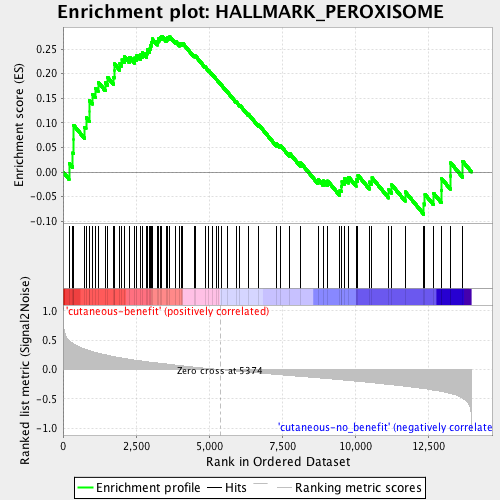 Enrichment plot: HALLMARK_PEROXISOME
Enrichment score (ES)
0.25
0.20
0.15
0.10
0.05
0.00
-0.05
-0.10
Ranked list metric (Signal2Noise)
'cutaneous-benefit' (positively correlated)
1.0
0.5
0.0
-0.5
-1.0
Zero cross at 5374
'cutaneous-no_benefit' (negatively correlate
0 2,500 5,000 7,500 10,000 12,500
Rank in Ordered Dataset
Enrichment profile Hits Ranking metric scores